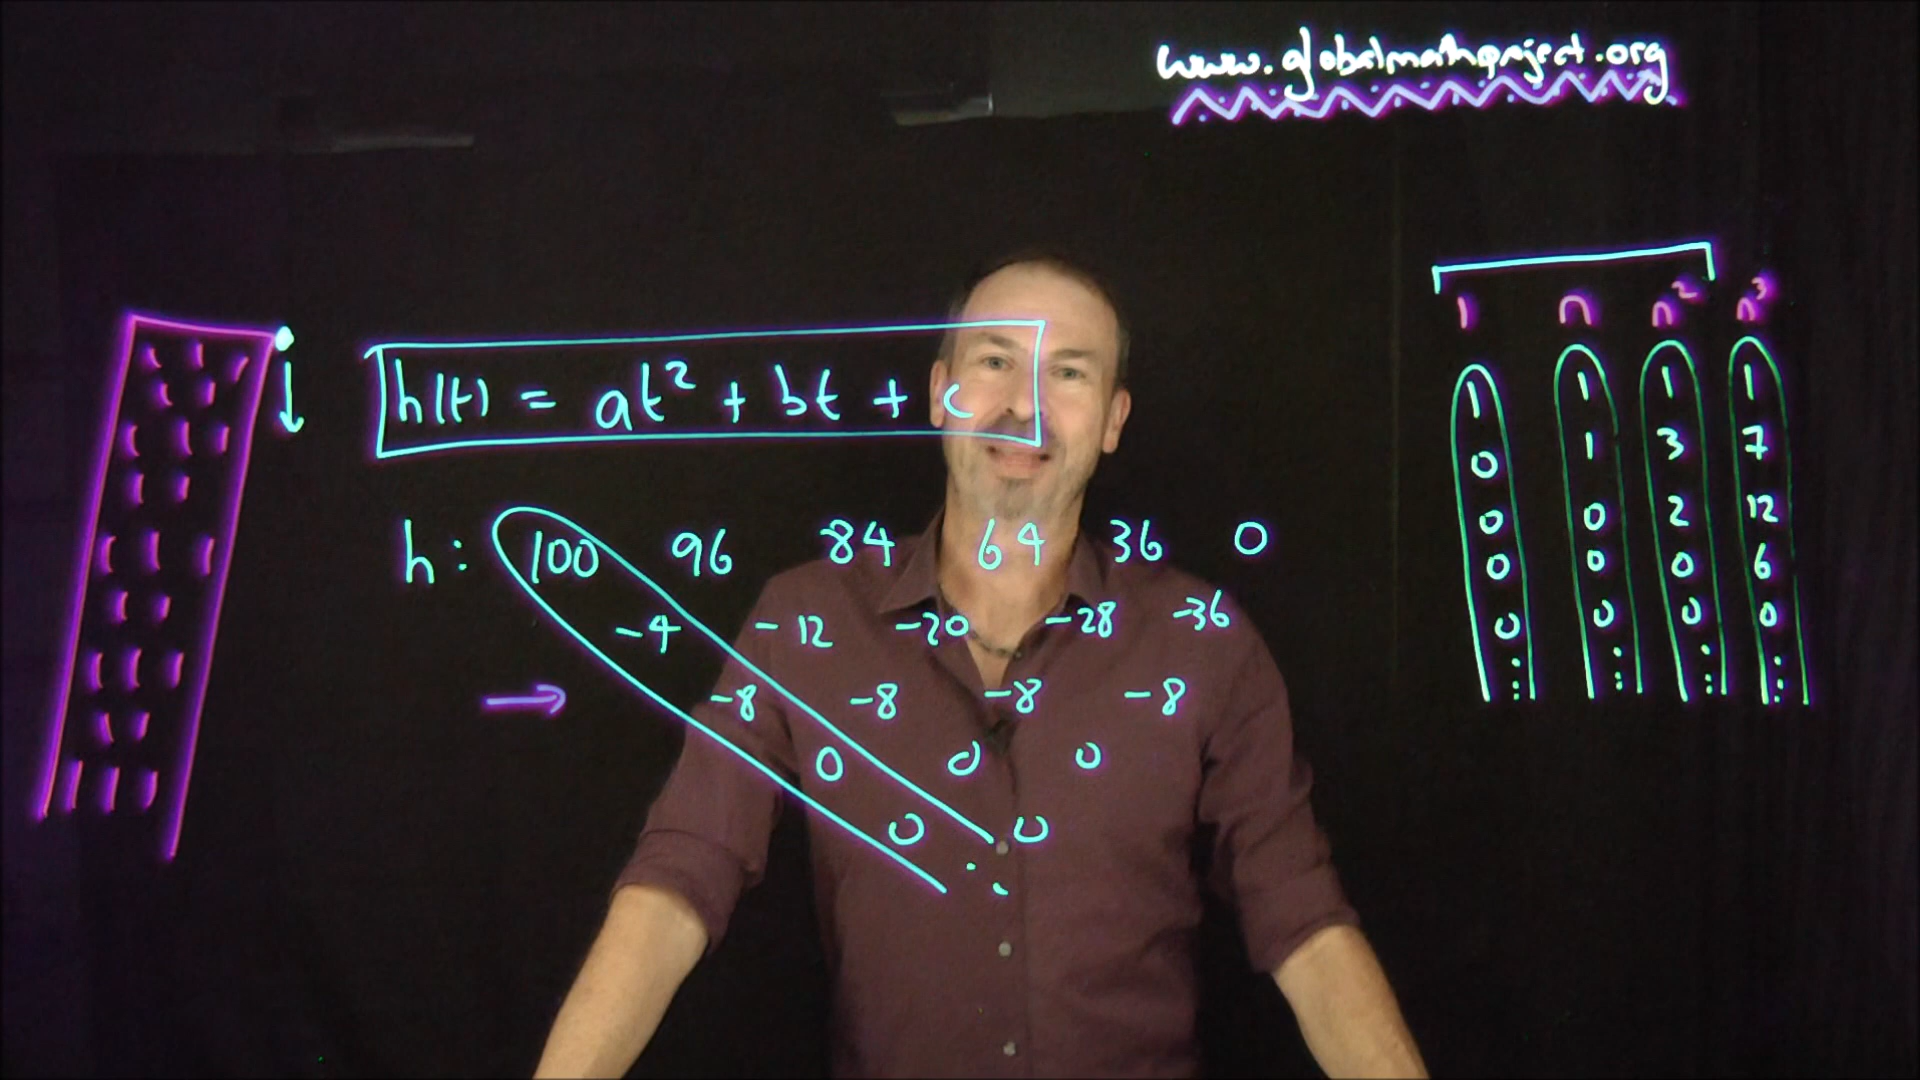 www.globalmathproject.org
h(t) = at² + bt + c
h: 100 96 84 64 36 0
-4 -12 -20 -28 -36
→ -8 -8 -8 -8
0 0 0
0 0
1 n n² n³
1 1 1 1
0 1 3 7
0 0 2 12
0 0 0 6
0 0 0 0